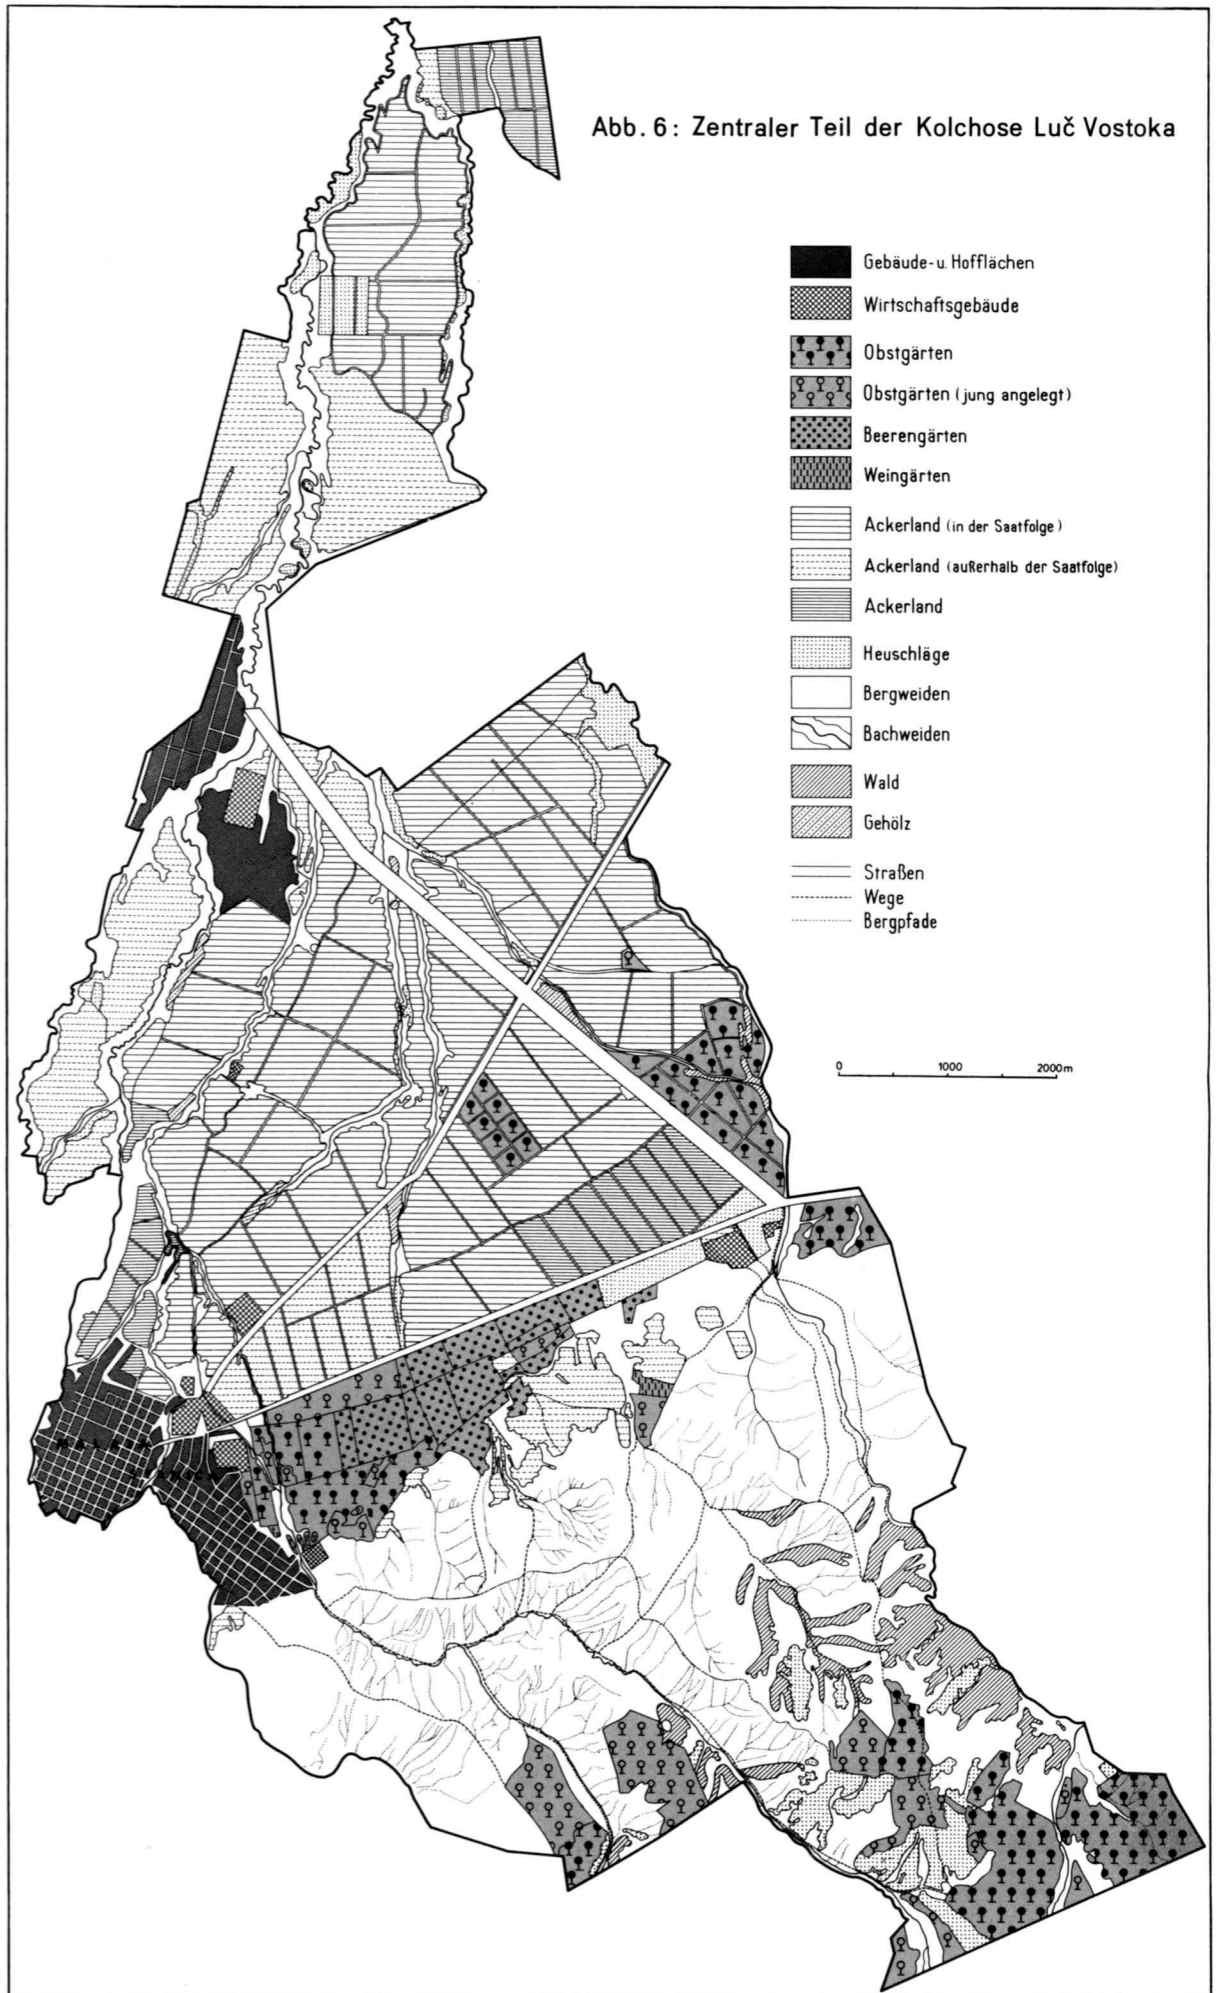 Abb. 6: Zentraler Teil der Kolchose Luč Vostoka
Gebäude- u. Hofflächen
Wirtschaftsgebäude
Obstgärten
Obstgärten (jung angelegt)
Beerengärten
Weingärten
Ackerland (in der Saatfolge)
Ackerland (außerhalb der Saatfolge)
Ackerland
Heuschläge
Bergweiden
Bachweiden
Wald
Gehölz
Straßen
Wege
Bergpfade
0 1000 2000 m